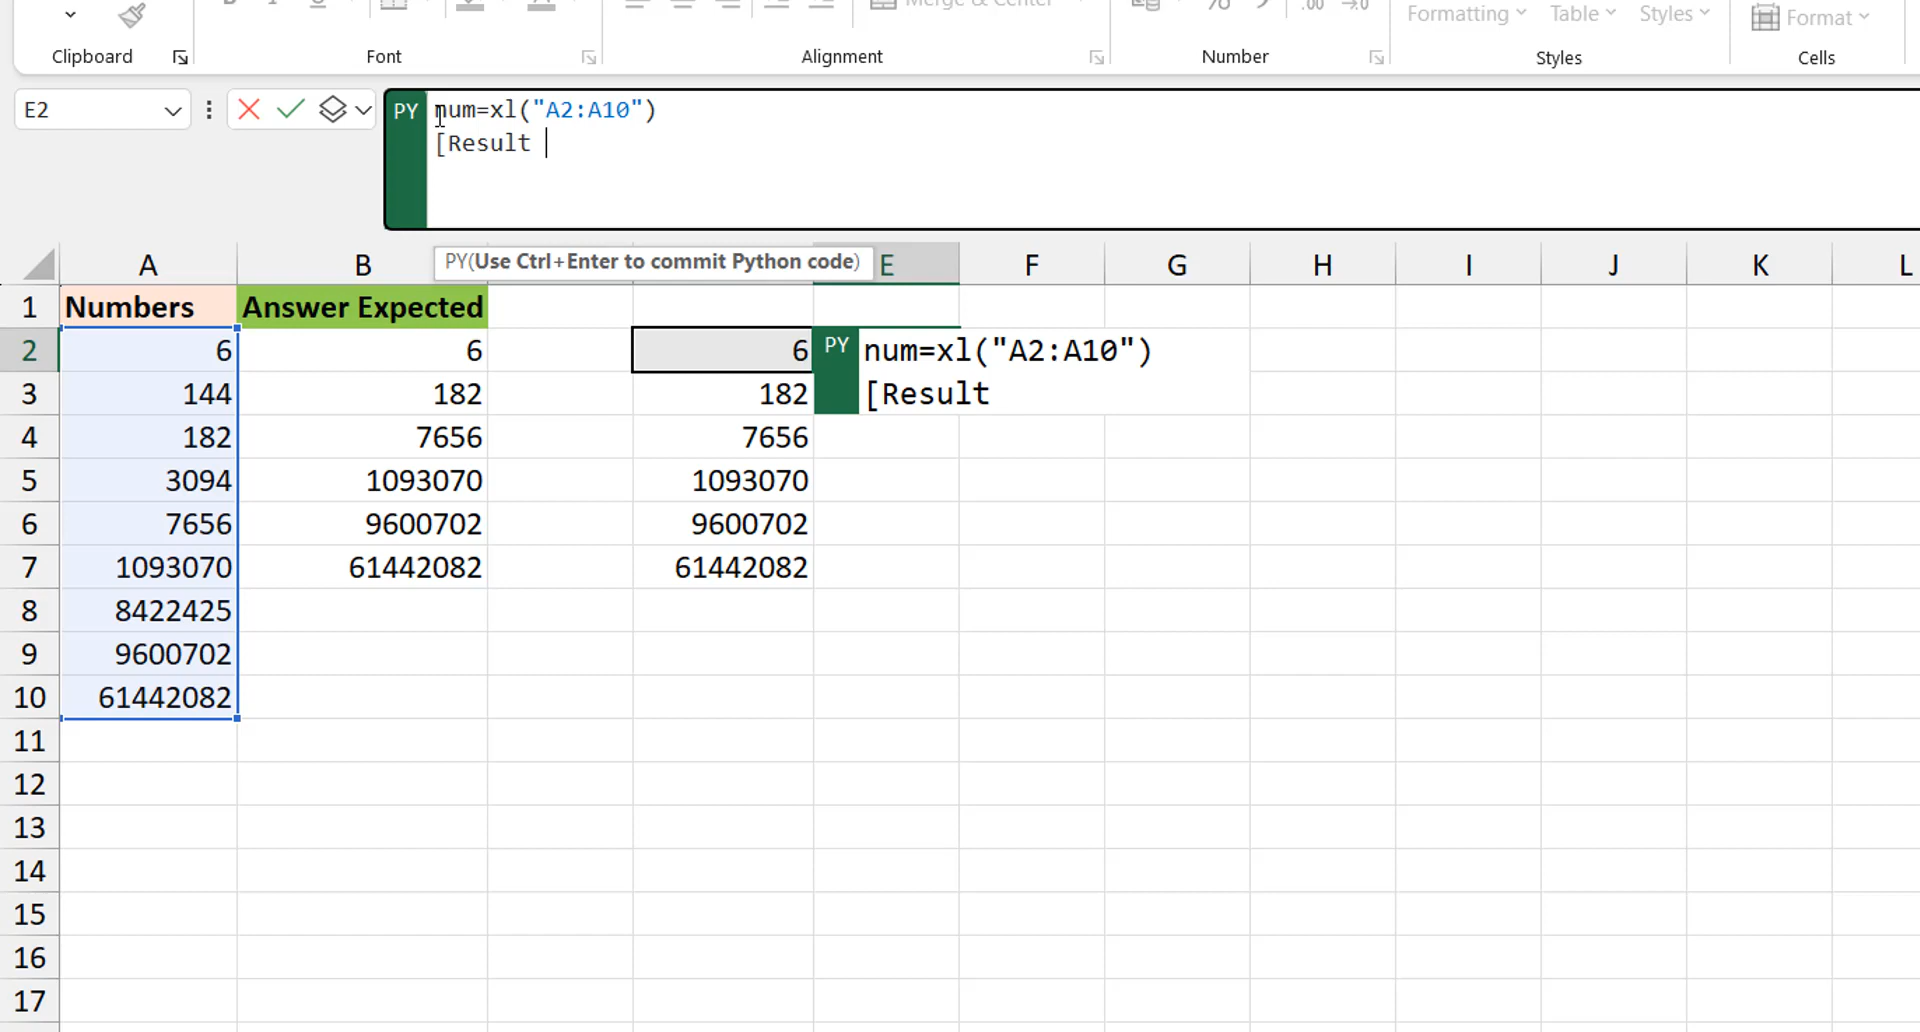 Merge & Center
Formatting Table Styles Format
Clipboard Font Alignment Number Styles Cells
E2 PY num=xl("A2:A10")
[Result
PY(Use Ctrl+Enter to commit Python code)
A B E F G H I J K L
1 Numbers Answer Expected
2 6 6 6 PY num=xl("A2:A10")
3 144 182 182 [Result
4 182 7656 7656
5 3094 1093070 1093070
6 7656 9600702 9600702
7 1093070 61442082 61442082
8 8422425
9 9600702
10 61442082
11
12
13
14
15
16
17